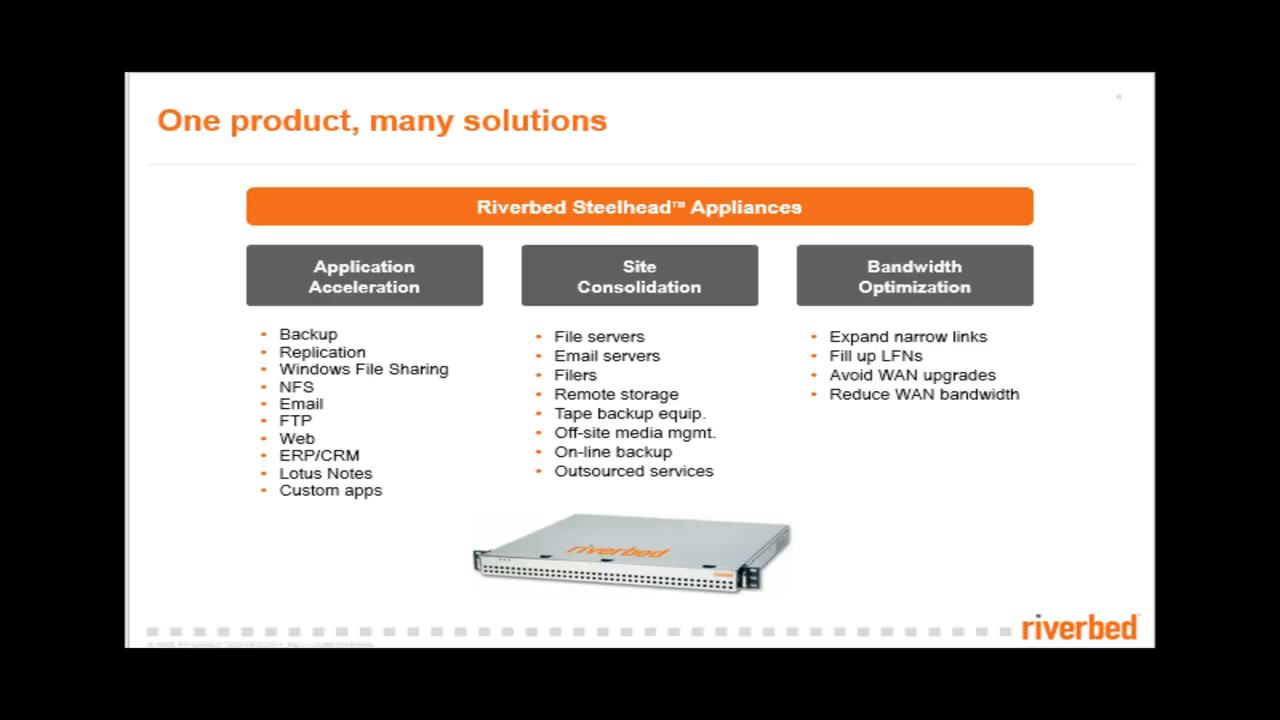 One product, many solutions
Riverbed Steelhead™ Appliances
Application
Acceleration
• Backup
• Replication
• Windows File Sharing
• NFS
• Email
• FTP
• Web
• ERP/CRM
• Lotus Notes
• Custom apps
Site
Consolidation
• File servers
• Email servers
• Filers
• Remote storage
• Tape backup equip.
• Off-site media mgmt.
• On-line backup
• Outsourced services
Bandwidth
Optimization
• Expand narrow links
• Fill up LFNs
• Avoid WAN upgrades
• Reduce WAN bandwidth
riverbed
riverbed
riverbed